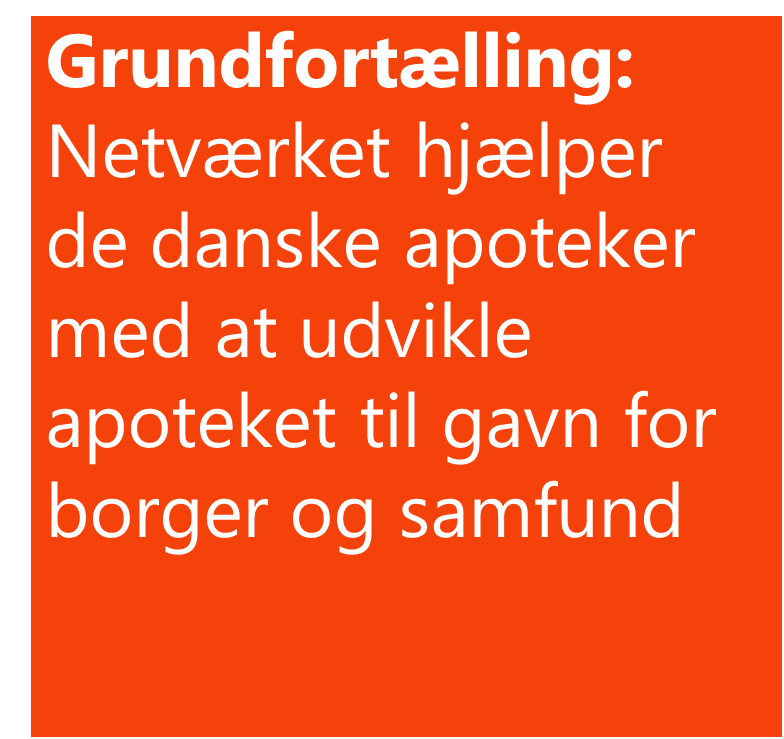 Grundfortælling:
Netværket hjælper
de danske apoteker
med at udvikle
apoteket til gavn for
borger og samfund